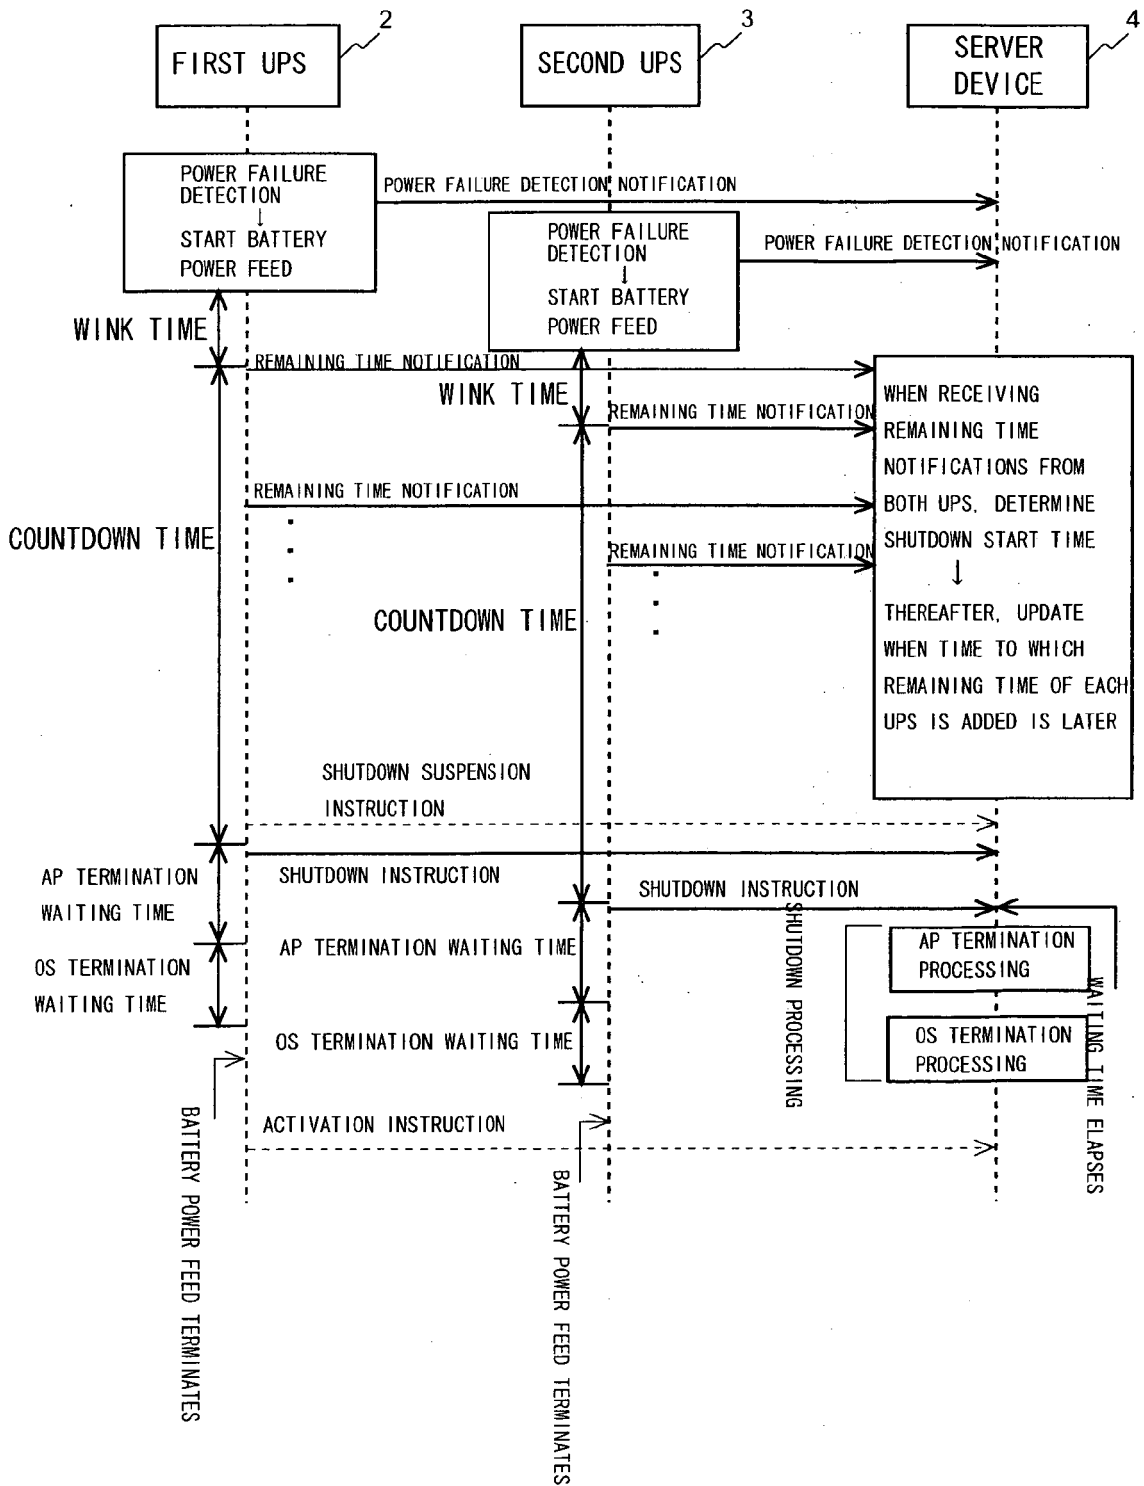 2
3
4
FIRST UPS
SECOND UPS
SERVER
DEVICE
POWER FAILURE
DETECTION
↓
START BATTERY
POWER FEED
POWER FAILURE DETECTION NOTIFICATION
POWER FAILURE
DETECTION
↓
START BATTERY
POWER FEED
POWER FAILURE DETECTION NOTIFICATION
WINK TIME
REMAINING TIME NOTIFICATION
WINK TIME
REMAINING TIME NOTIFICATION
REMAINING TIME NOTIFICATION
REMAINING TIME NOTIFICATION
COUNTDOWN TIME
COUNTDOWN TIME
WHEN RECEIVING
REMAINING TIME
NOTIFICATIONS FROM
BOTH UPS, DETERMINE
SHUTDOWN START TIME
↓
THEREAFTER, UPDATE
WHEN TIME TO WHICH
REMAINING TIME OF EACH
UPS IS ADDED IS LATER
SHUTDOWN SUSPENSION
INSTRUCTION
SHUTDOWN INSTRUCTION
SHUTDOWN INSTRUCTION
AP TERMINATION
WAITING TIME
OS TERMINATION
WAITING TIME
AP TERMINATION WAITING TIME
OS TERMINATION WAITING TIME
SHUTDOWN PROCESSING
AP TERMINATION
PROCESSING
OS TERMINATION
PROCESSING
WAITING TIME ELAPSES
BATTERY POWER FEED TERMINATES
ACTIVATION INSTRUCTION
BATTERY POWER FEED TERMINATES